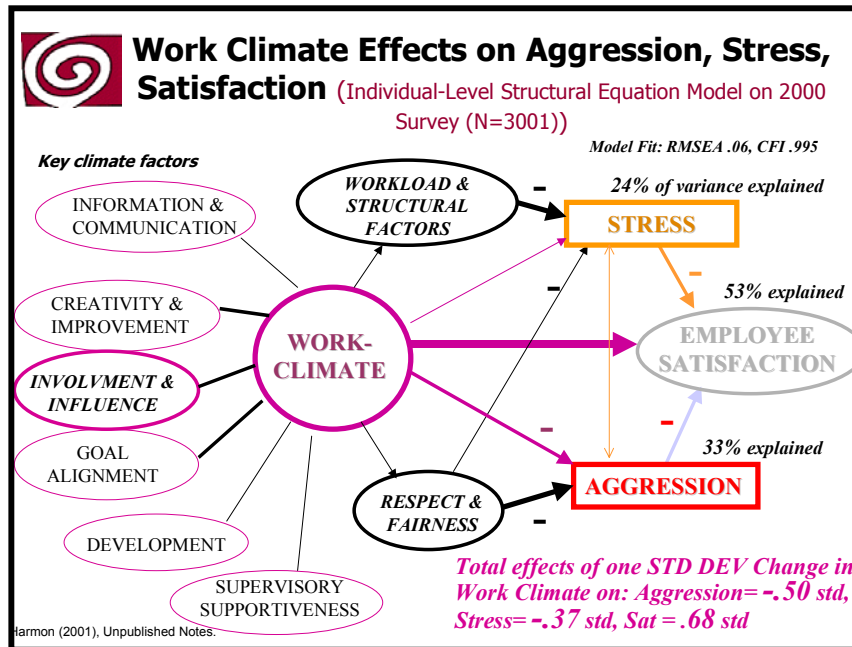 Work Climate Effects on Aggression, Stress,
Satisfaction (Individual-Level Structural Equation Model on 2000
Survey (N=3001))
Key climate factors
Model Fit: RMSEA .06, CFI .995
INFORMATION &
COMMUNICATION
CREATIVITY &
IMPROVEMENT
INVOLVMENT &
INFLUENCE
GOAL
ALIGNMENT
DEVELOPMENT
SUPERVISORY
SUPPORTIVENESS
WORK-
CLIMATE
WORKLOAD &
STRUCTURAL
FACTORS
-
-
24% of variance explained
STRESS
-
53% explained
EMPLOYEE
SATISFACTION
-
-
33% explained
AGGRESSION
RESPECT &
FAIRNESS
-
Total effects of one STD DEV Change in
Work Climate on: Aggression= -.50 std,
Stress= -.37 std, Sat = .68 std
Harmon (2001), Unpublished Notes.